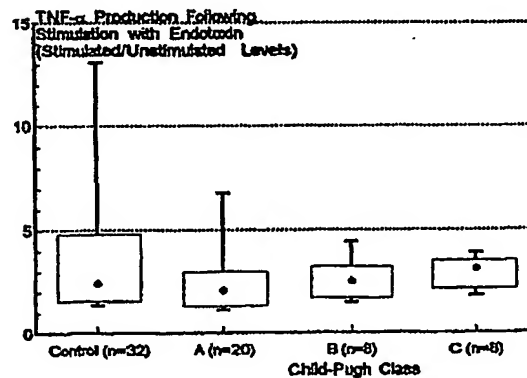 TNF-α Production Following
Stimulation with Endotoxin
(Stimulated/Unstimulated Levels)
15
10
5
0
Control (n=32)
A (n=20)
B (n=8)
C (n=8)
Child-Pugh Class